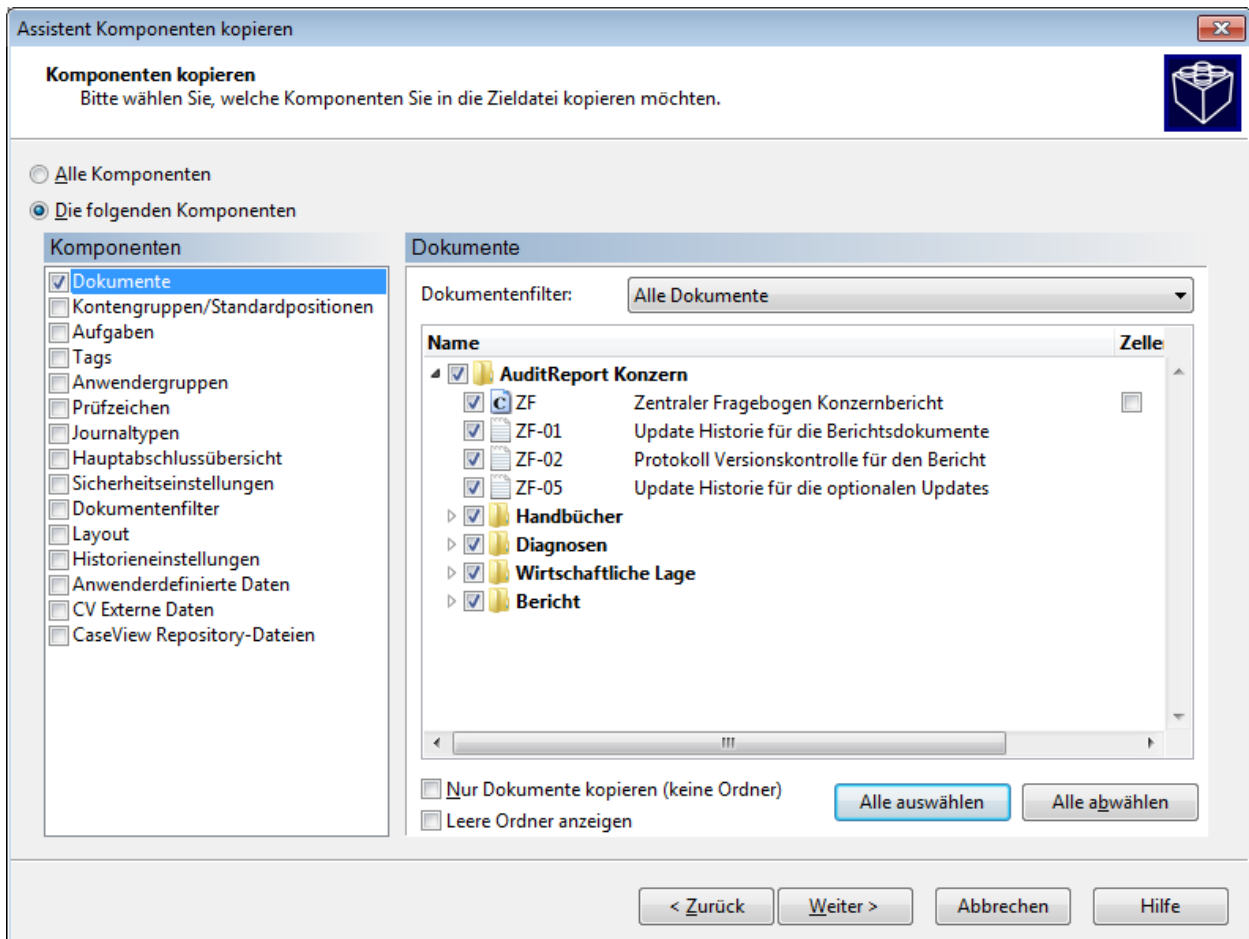 Assistent Komponenten kopieren
Komponenten kopieren
Bitte wählen Sie, welche Komponenten Sie in die Zieldatei kopieren möchten.
Alle Komponenten
Die folgenden Komponenten
Komponenten
Dokumente
Kontengruppen/Standardpositionen
Aufgaben
Tags
Anwendergruppen
Prüfzeichen
Journaltypen
Hauptabschlussübersicht
Sicherheitseinstellungen
Dokumentenfilter
Layout
Historieneinstellungen
Anwenderdefinierte Daten
CV Externe Daten
CaseView Repository-Dateien
Dokumente
Dokumentenfilter: Alle Dokumente
Name Zelle
AuditReport Konzern
ZF Zentraler Fragebogen Konzernbericht
ZF-01 Update Historie für die Berichtsdokumente
ZF-02 Protokoll Versionskontrolle für den Bericht
ZF-05 Update Historie für die optionalen Updates
Handbücher
Diagnosen
Wirtschaftliche Lage
Bericht
Nur Dokumente kopieren (keine Ordner)
Leere Ordner anzeigen
Alle auswählen Alle abwählen
< Zurück Weiter > Abbrechen Hilfe